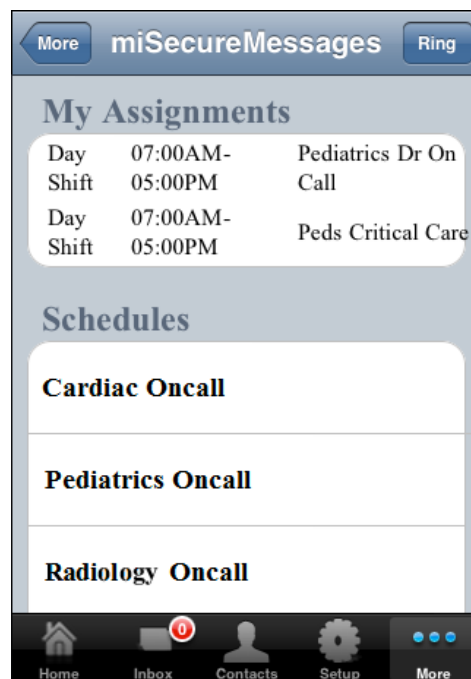 More miSecureMessages Ring
My Assignments
Day 07:00AM- Pediatrics Dr On
Shift 05:00PM Call
Day 07:00AM-
Shift 05:00PM Peds Critical Care
Schedules
Cardiac Oncall
Pediatrics Oncall
Radiology Oncall
0
Home Inbox Contacts Setup More